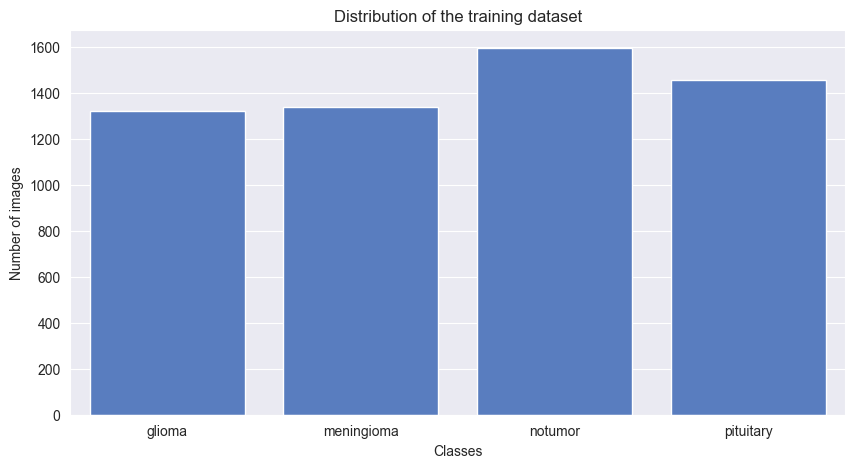 Distribution of the training dataset
1600
1400
1200
1000
800
600
400
200
0
Number of images
glioma meningioma notumor pituitary
Classes